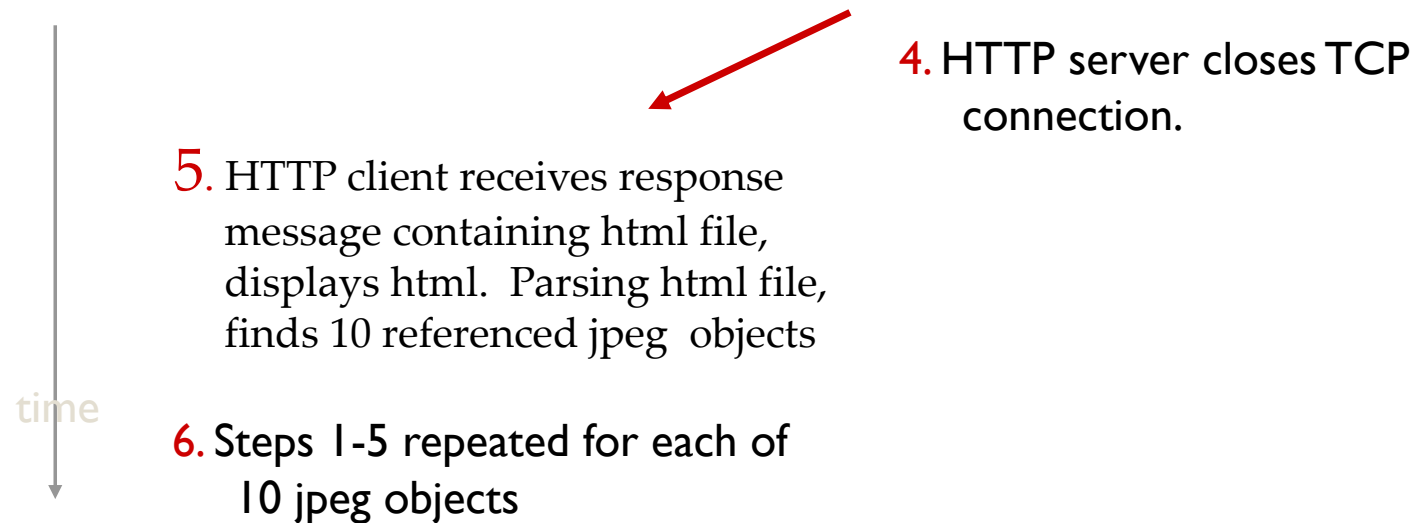 4. HTTP server closes TCP
connection.
5. HTTP client receives response
message containing html file,
displays html. Parsing html file,
finds 10 referenced jpeg objects
time
6. Steps 1-5 repeated for each of
10 jpeg objects